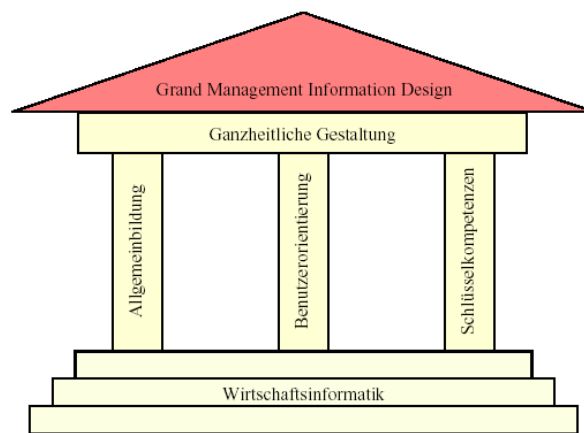 Grand Management Information Design
Ganzheitliche Gestaltung
Allgemeinbildung
Benutzerorientierung
Schlüsselkompetenzen
Wirtschaftsinformatik